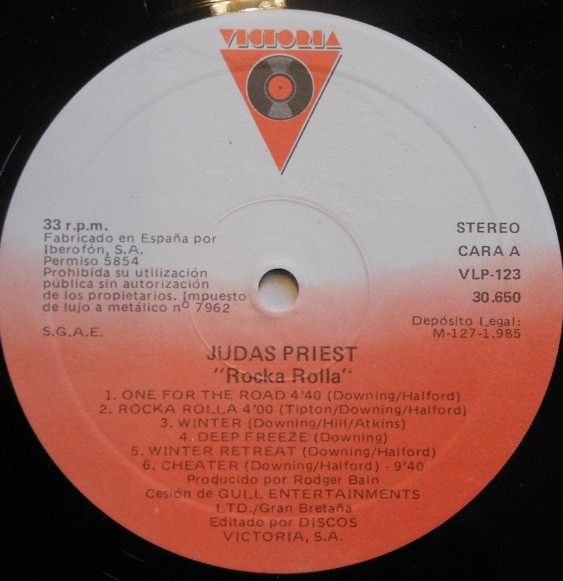 VICTORIA
33 r.p.m.
Fabricado en España por
Iberofón, S.A.
Permiso 5854
Prohibida su utilización
pública sin autorización
de los propietarios. Impuesto
de lujo a metálico nº 7962
S.G.A.E.
STEREO
CARA A
VLP-123
30.650
Depósito Legal:
M-127-1.985
JUDAS PRIEST
"Rocka Rolla"
1. ONE FOR THE ROAD 4'40 (Downing/Halford)
2. ROCKA ROLLA 4'00 (Tipton/Downing/Halford)
3. WINTER (Downing/Hill/Atkins)
4. DEEP FREEZE (Downing)
5. WINTER RETREAT (Downing/Halford)
6. CHEATER (Downing/Halford) - 9'40
Producido por Rodger Bain
Cesión de GULL ENTERTAINMENTS
LTD./Gran Bretaña
Editado por DISCOS
VICTORIA, S.A.